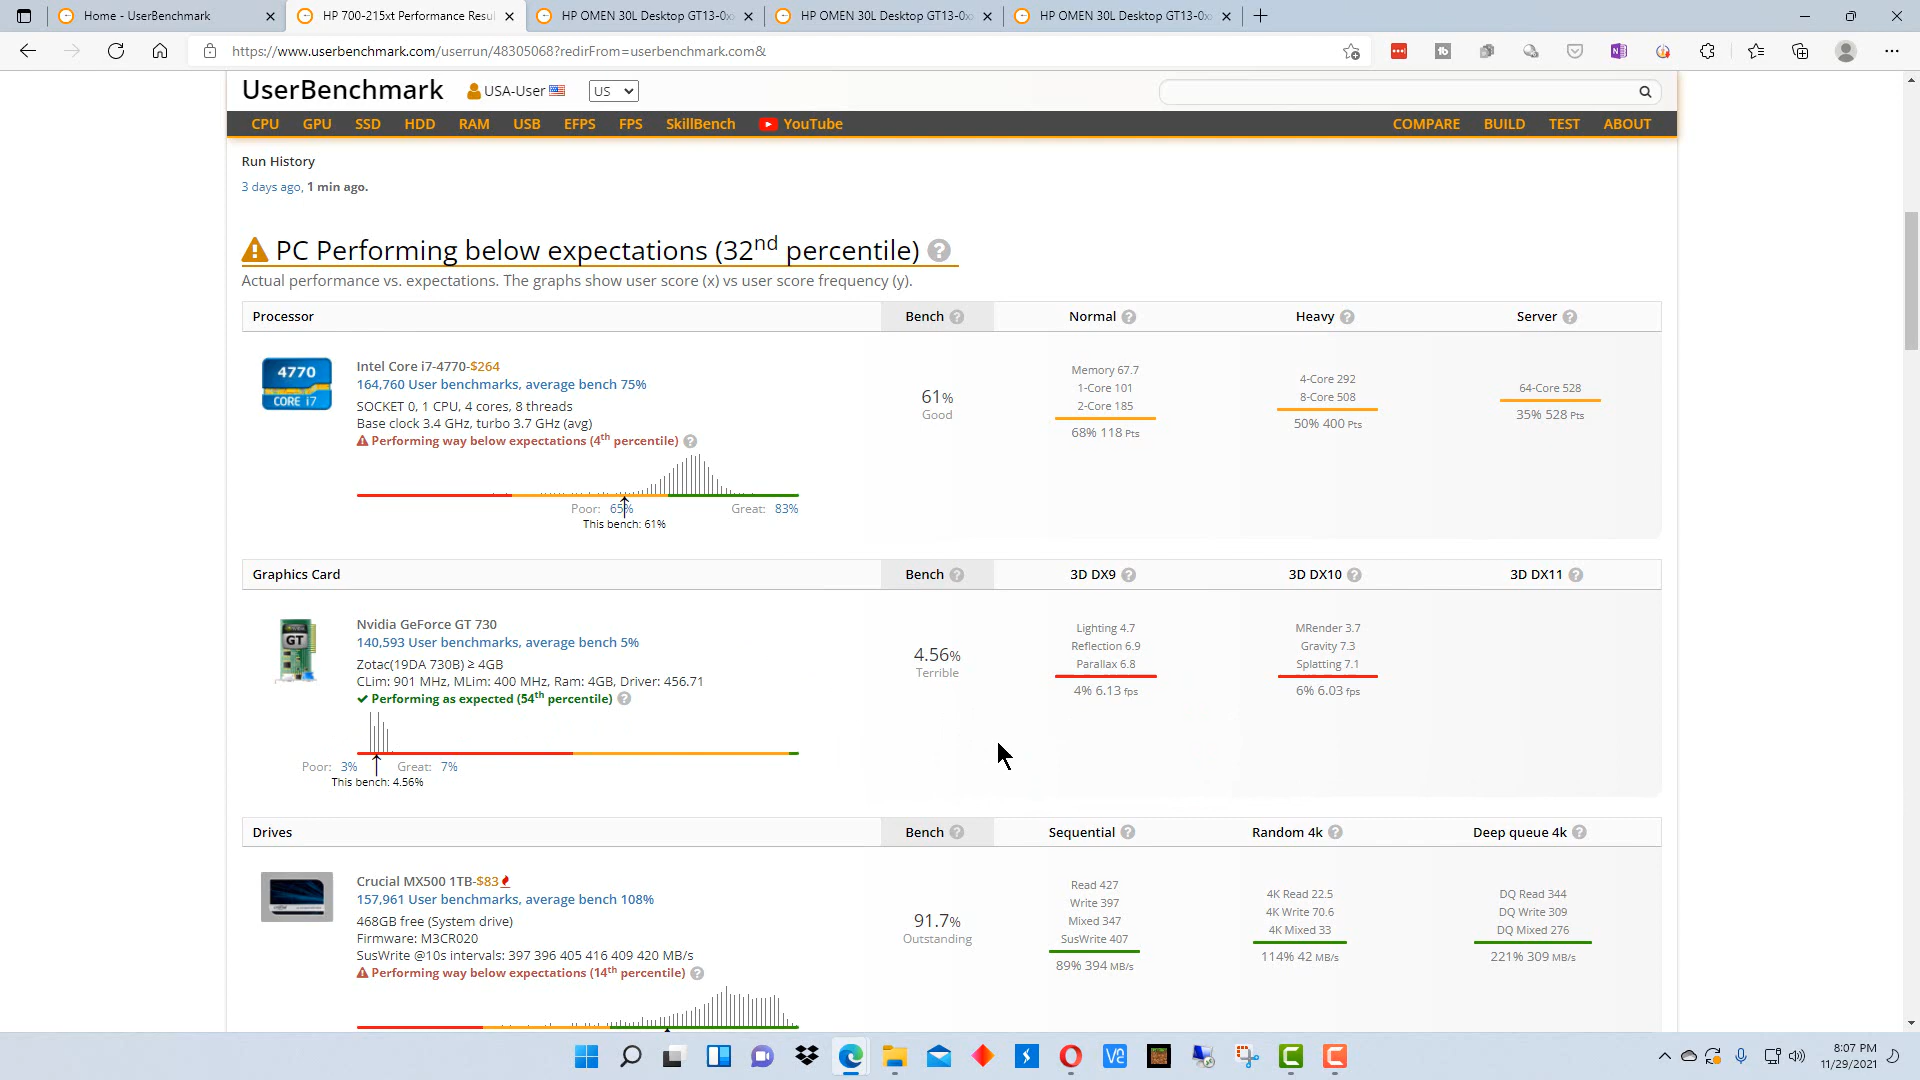 Home - UserBenchmark
HP 700-215xt Performance Resul
HP OMEN 30L Desktop GT13-0x
HP OMEN 30L Desktop GT13-0x
HP OMEN 30L Desktop GT13-0x
https://www.userbenchmark.com/userrun/48305068?redirFrom=userbenchmark.com&
UserBenchmark
USA-User
US
CPU GPU SSD HDD RAM USB EFPS FPS SkillBench YouTube COMPARE BUILD TEST ABOUT
Run History
3 days ago, 1 min ago.
PC Performing below expectations (32nd percentile) ?
Actual performance vs. expectations. The graphs show user score (x) vs user score frequency (y).
Processor Bench ? Normal ? Heavy ? Server ?
4770
CORE i7
Intel Core i7-4770-$264
164,760 User benchmarks, average bench 75%
SOCKET 0, 1 CPU, 4 cores, 8 threads
Base clock 3.4 GHz, turbo 3.7 GHz (avg)
Performing way below expectations (4th percentile) ?
Poor: 65% Great: 83%
This bench: 61%
61%
Good
Memory 67.7
1-Core 101
2-Core 185
68% 118 Pts
4-Core 292
8-Core 508
50% 400 Pts
64-Core 528
35% 528 Pts
Graphics Card Bench ? 3D DX9 ? 3D DX10 ? 3D DX11 ?
GT
Nvidia GeForce GT 730
140,593 User benchmarks, average bench 5%
Zotac(19DA 730B) ≥ 4GB
CLim: 901 MHz, MLim: 400 MHz, Ram: 4GB, Driver: 456.71
Performing as expected (54th percentile) ?
Poor: 3% Great: 7%
This bench: 4.56%
4.56%
Terrible
Lighting 4.7
Reflection 6.9
Parallax 6.8
4% 6.13 fps
MRender 3.7
Gravity 7.3
Splatting 7.1
6% 6.03 fps
Drives Bench ? Sequential ? Random 4k ? Deep queue 4k ?
Crucial MX500 1TB-$83
157,961 User benchmarks, average bench 108%
468GB free (System drive)
Firmware: M3CR020
SusWrite @10s intervals: 397 396 405 416 409 420 MB/s
Performing way below expectations (14th percentile) ?
91.7%
Outstanding
Read 427
Write 397
Mixed 347
SusWrite 407
89% 394 MB/s
4K Read 22.5
4K Write 70.6
4K Mixed 33
114% 42 MB/s
DQ Read 344
DQ Write 309
DQ Mixed 276
221% 309 MB/s
8:07 PM
11/29/2021